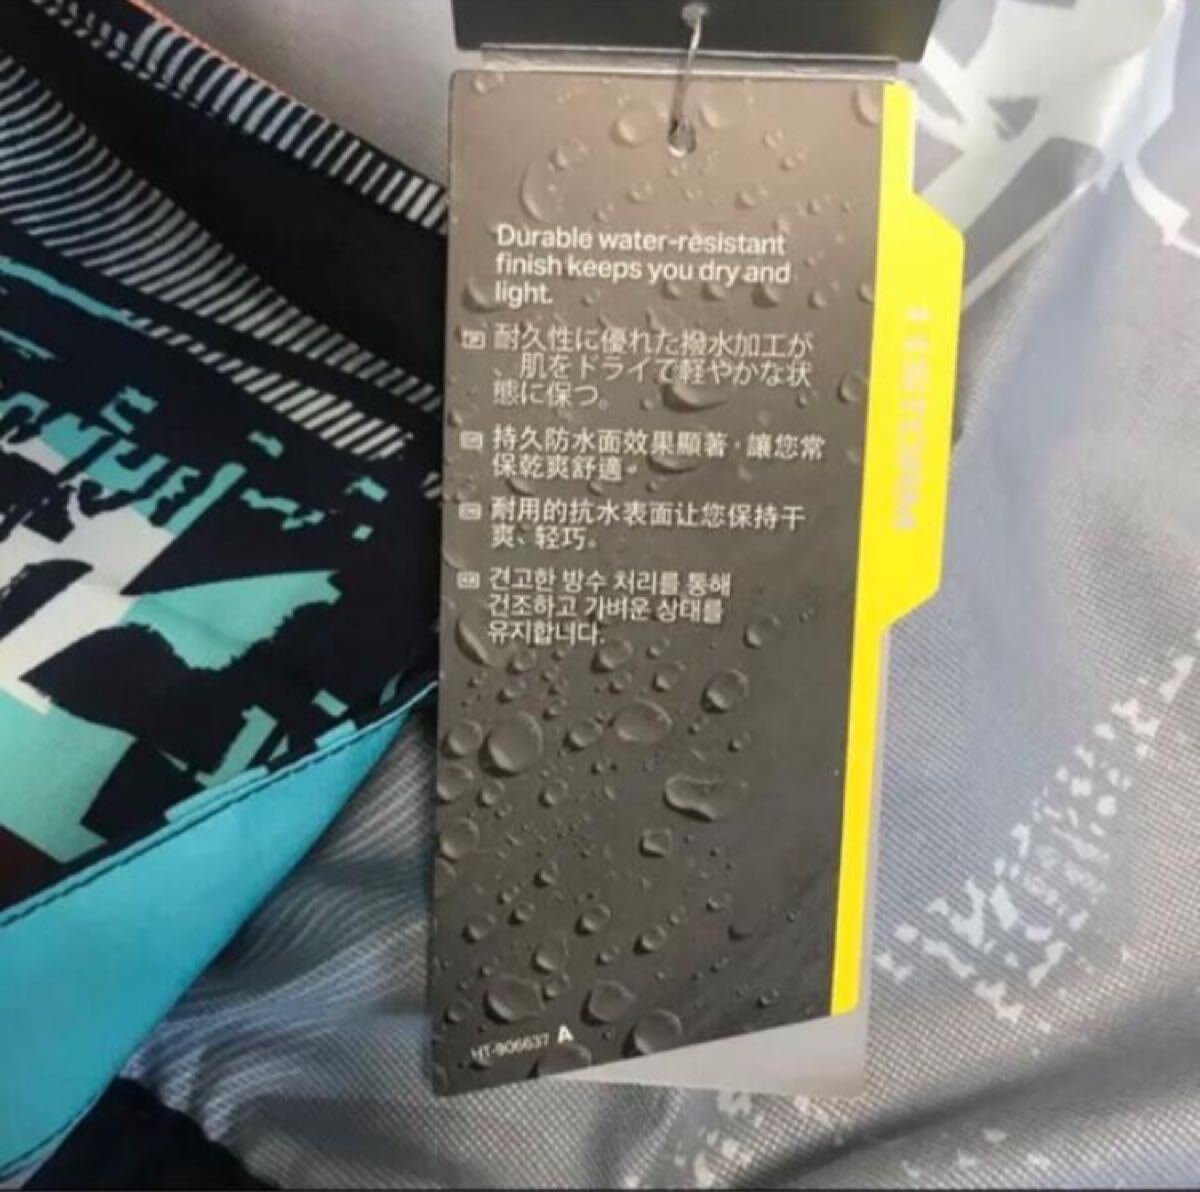 Durable water-resistant
finish keeps you dry and
light.
耐久性に優れた撥水加工が
、肌をドライで軽やかな状
態に保つ。
持久防水面效果顯著，讓您常
保乾爽舒適。
耐用的抗水表面让您保持干
爽、轻巧。
KR 견고한 방수 처리를 통해
건조하고 가벼운 상태를
유지합니다.
HT-906637 A